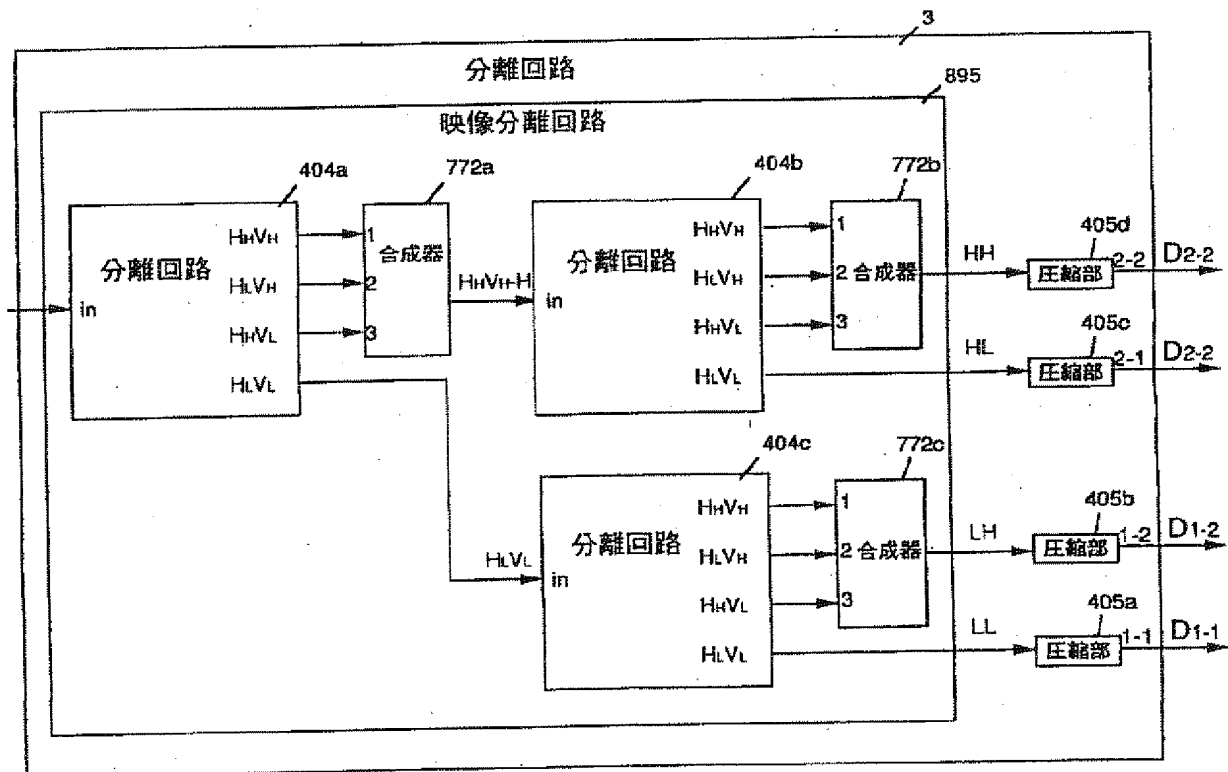 3
分離回路
895
映像分離回路
404a
772a
404b
772b
HHVH
HLVH
HHVL
HLVL
分離回路
in
1
2
3
合成器
HHVH-H
HHVH
HLVH
HHVL
HLVL
分離回路
in
1
2
3
合成器
HH
405d
圧縮部
2-2
D2-2
HL
405c
圧縮部
2-1
D2-2
404c
772c
HLVL
HHVH
HLVH
HHVL
HLVL
分離回路
in
1
2
3
合成器
LH
405b
圧縮部
1-2
D1-2
LL
405a
圧縮部
1-1
D1-1